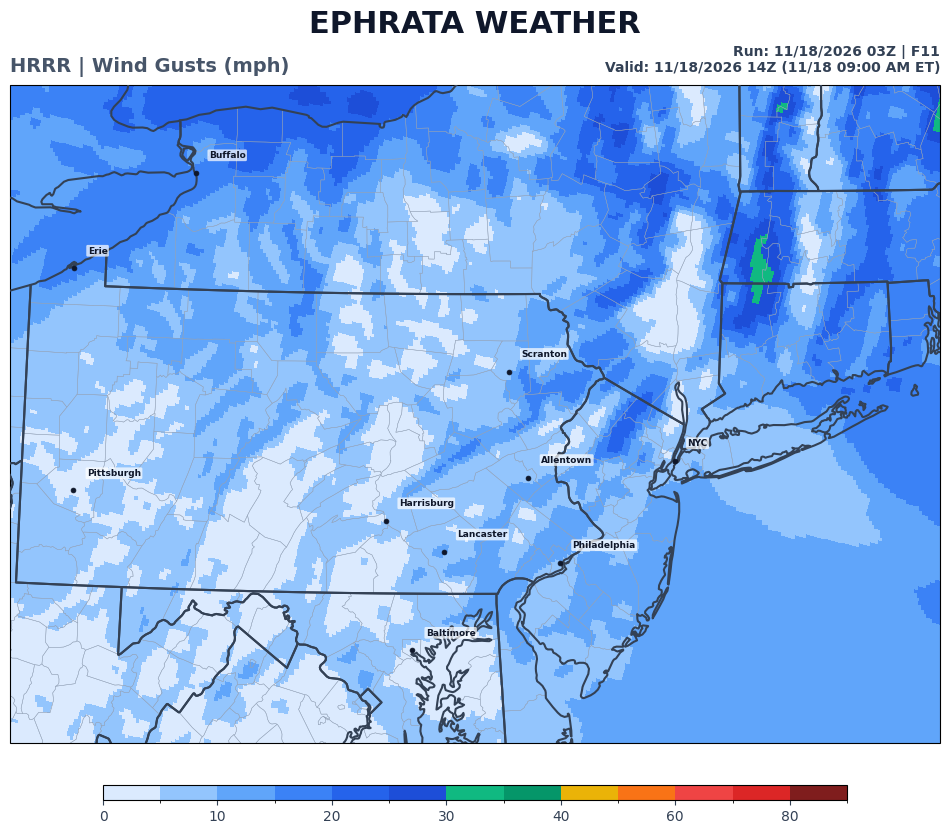 EPHRATA WEATHER
HRRR | Wind Gusts (mph)
Run: 11/18/2026 03Z | F11
Valid: 11/18/2026 14Z (11/18 09:00 AM ET)
Buffalo
Erie
Scranton
NYC
Allentown
Pittsburgh
Harrisburg
Lancaster
Philadelphia
Baltimore
0 10 20 30 40 50 60 70 80